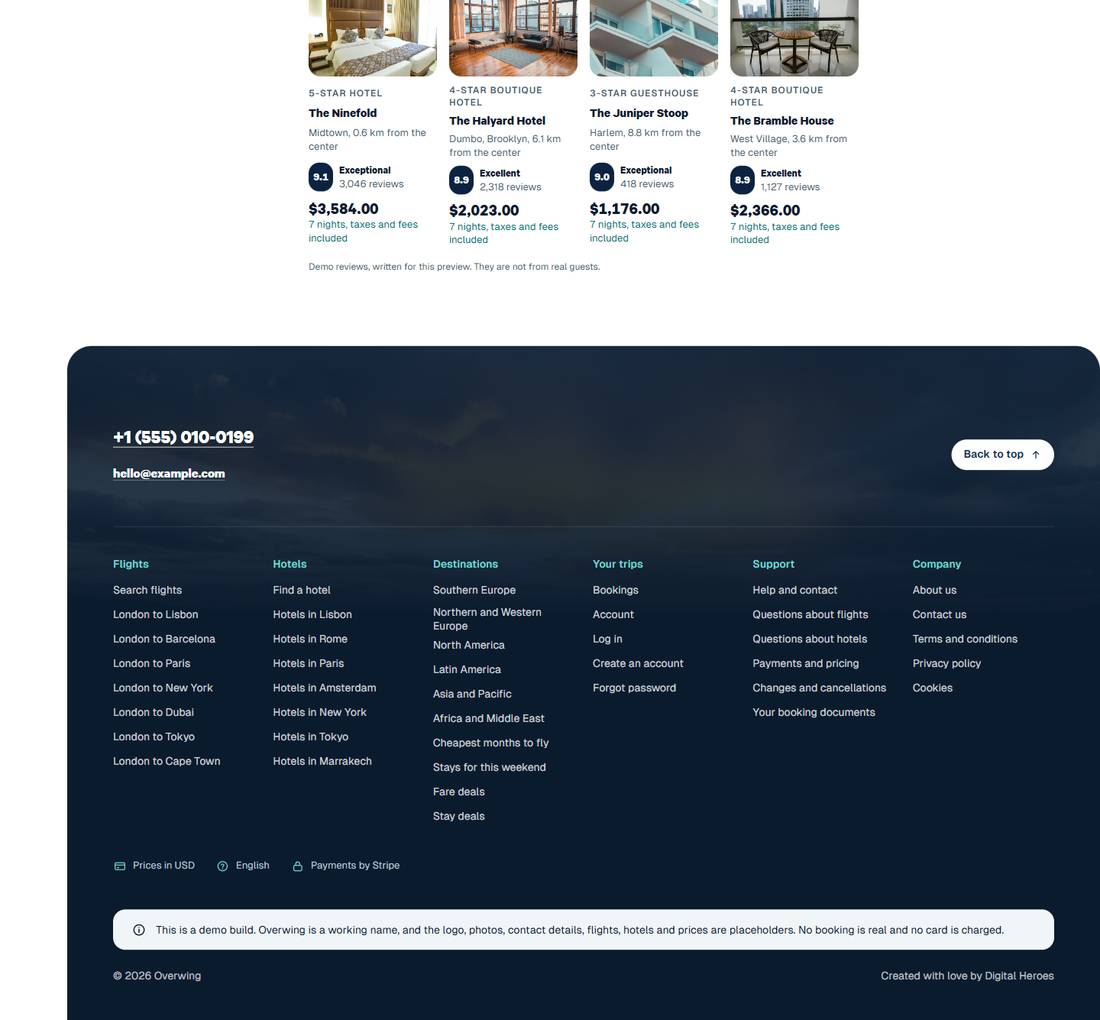 5-STAR HOTEL
The Ninefold
Midtown, 0.6 km from the
center
9.1
Exceptional
3,046 reviews
$3,584.00
7 nights, taxes and fees
included
4-STAR BOUTIQUE
HOTEL
The Halyard Hotel
Dumbo, Brooklyn, 6.1 km
from the center
8.9
Excellent
2,318 reviews
$2,023.00
7 nights, taxes and fees
included
3-STAR GUESTHOUSE
The Juniper Stoop
Harlem, 8.8 km from the
center
9.0
Exceptional
418 reviews
$1,176.00
7 nights, taxes and fees
included
4-STAR BOUTIQUE
HOTEL
The Bramble House
West Village, 3.6 km from
the center
8.9
Excellent
1,127 reviews
$2,366.00
7 nights, taxes and fees
included
Demo reviews, written for this preview. They are not from real guests.
+1 (555) 010-0199
hello@example.com
Back to top ↑
Flights
Search flights
London to Lisbon
London to Barcelona
London to Paris
London to New York
London to Dubai
London to Tokyo
London to Cape Town
Hotels
Find a hotel
Hotels in Lisbon
Hotels in Rome
Hotels in Paris
Hotels in Amsterdam
Hotels in New York
Hotels in Tokyo
Hotels in Marrakech
Destinations
Southern Europe
Northern and Western
Europe
North America
Latin America
Asia and Pacific
Africa and Middle East
Cheapest months to fly
Stays for this weekend
Fare deals
Stay deals
Your trips
Bookings
Account
Log in
Create an account
Forgot password
Support
Help and contact
Questions about flights
Questions about hotels
Payments and pricing
Changes and cancellations
Your booking documents
Company
About us
Contact us
Terms and conditions
Privacy policy
Cookies
Prices in USD
English
Payments by Stripe
This is a demo build. Overwing is a working name, and the logo, photos, contact details, flights, hotels and prices are placeholders. No booking is real and no card is charged.
© 2026 Overwing
Created with love by Digital Heroes